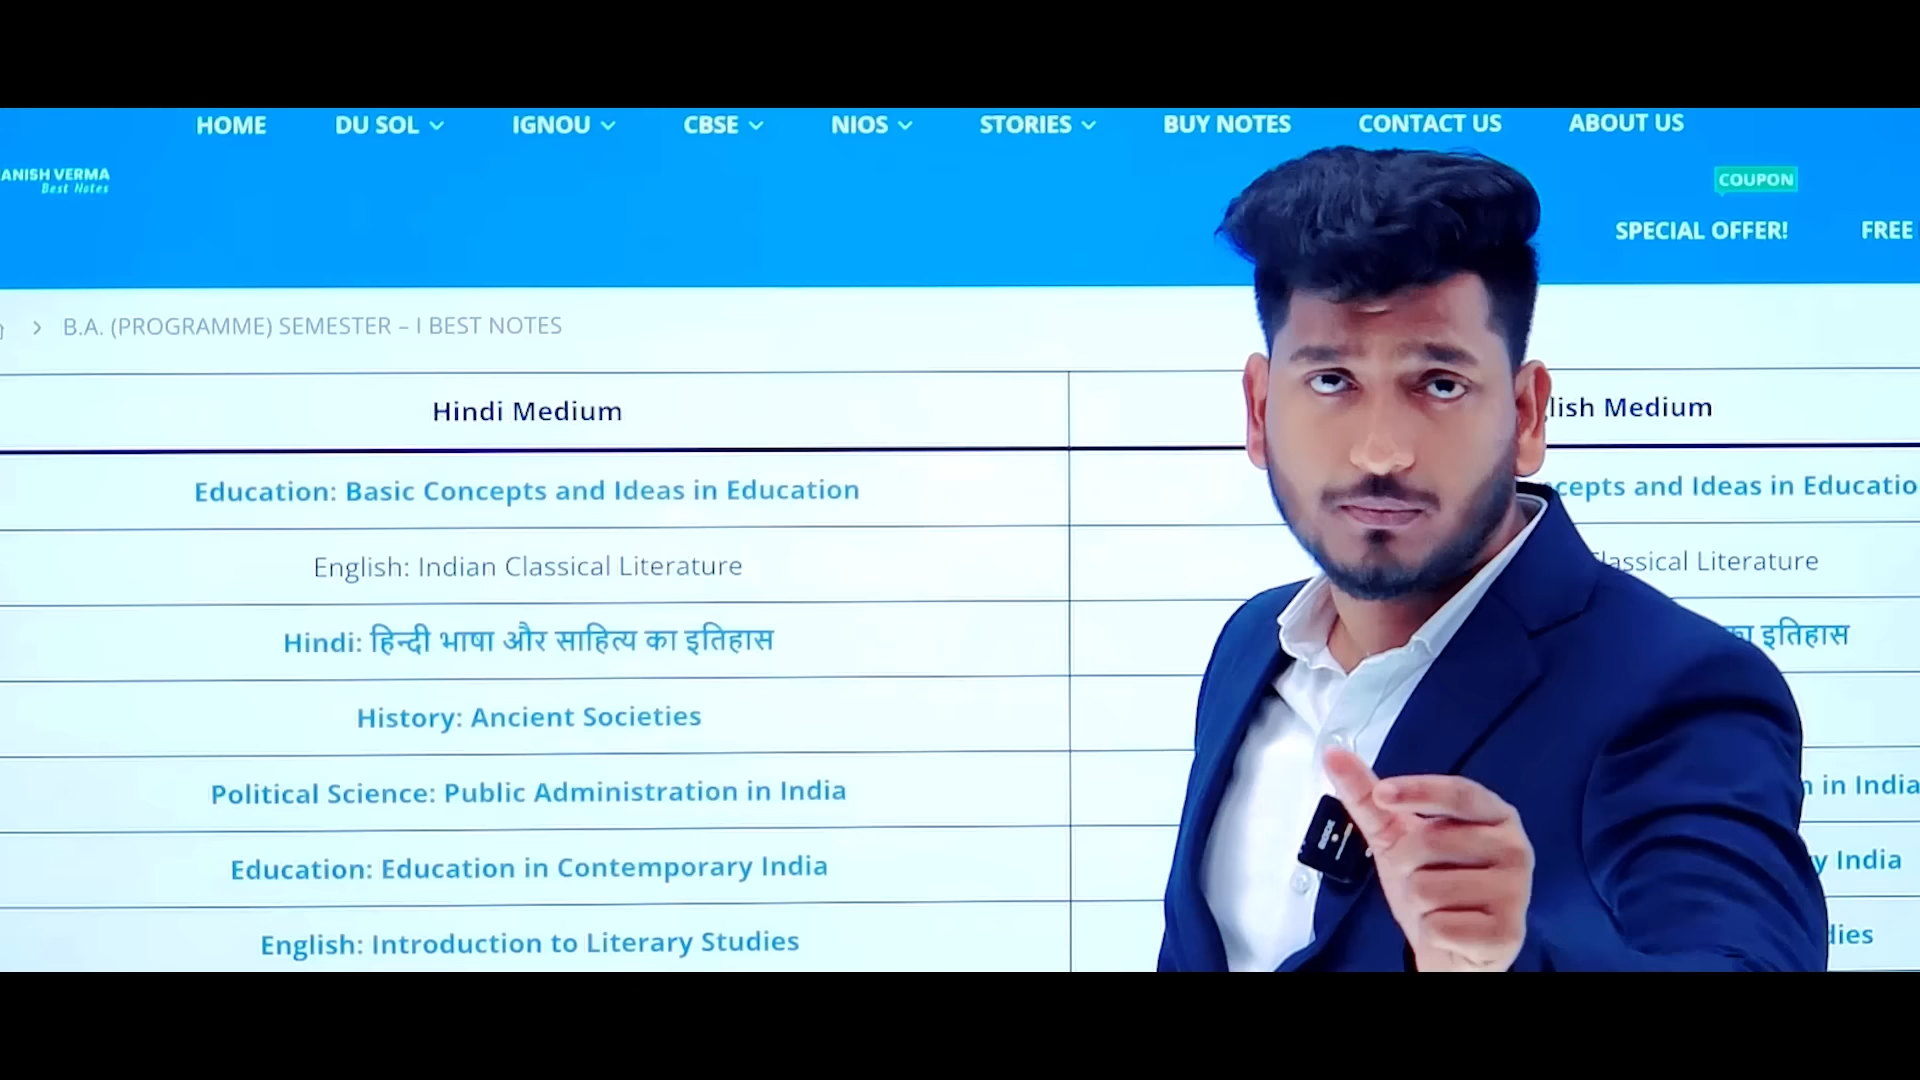 HOME DU SOL IGNOU CBSE NIOS STORIES BUY NOTES CONTACT US ABOUT US
ANISH VERMA
Best Notes
COUPON
SPECIAL OFFER! FREE
B.A. (PROGRAMME) SEMESTER – I BEST NOTES
Hindi Medium lish Medium
Education: Basic Concepts and Ideas in Education cepts and Ideas in Educatio
English: Indian Classical Literature lassical Literature
Hindi: हिन्दी भाषा और साहित्य का इतिहास का इतिहास
History: Ancient Societies
Political Science: Public Administration in India n in India
Education: Education in Contemporary India y India
English: Introduction to Literary Studies dies